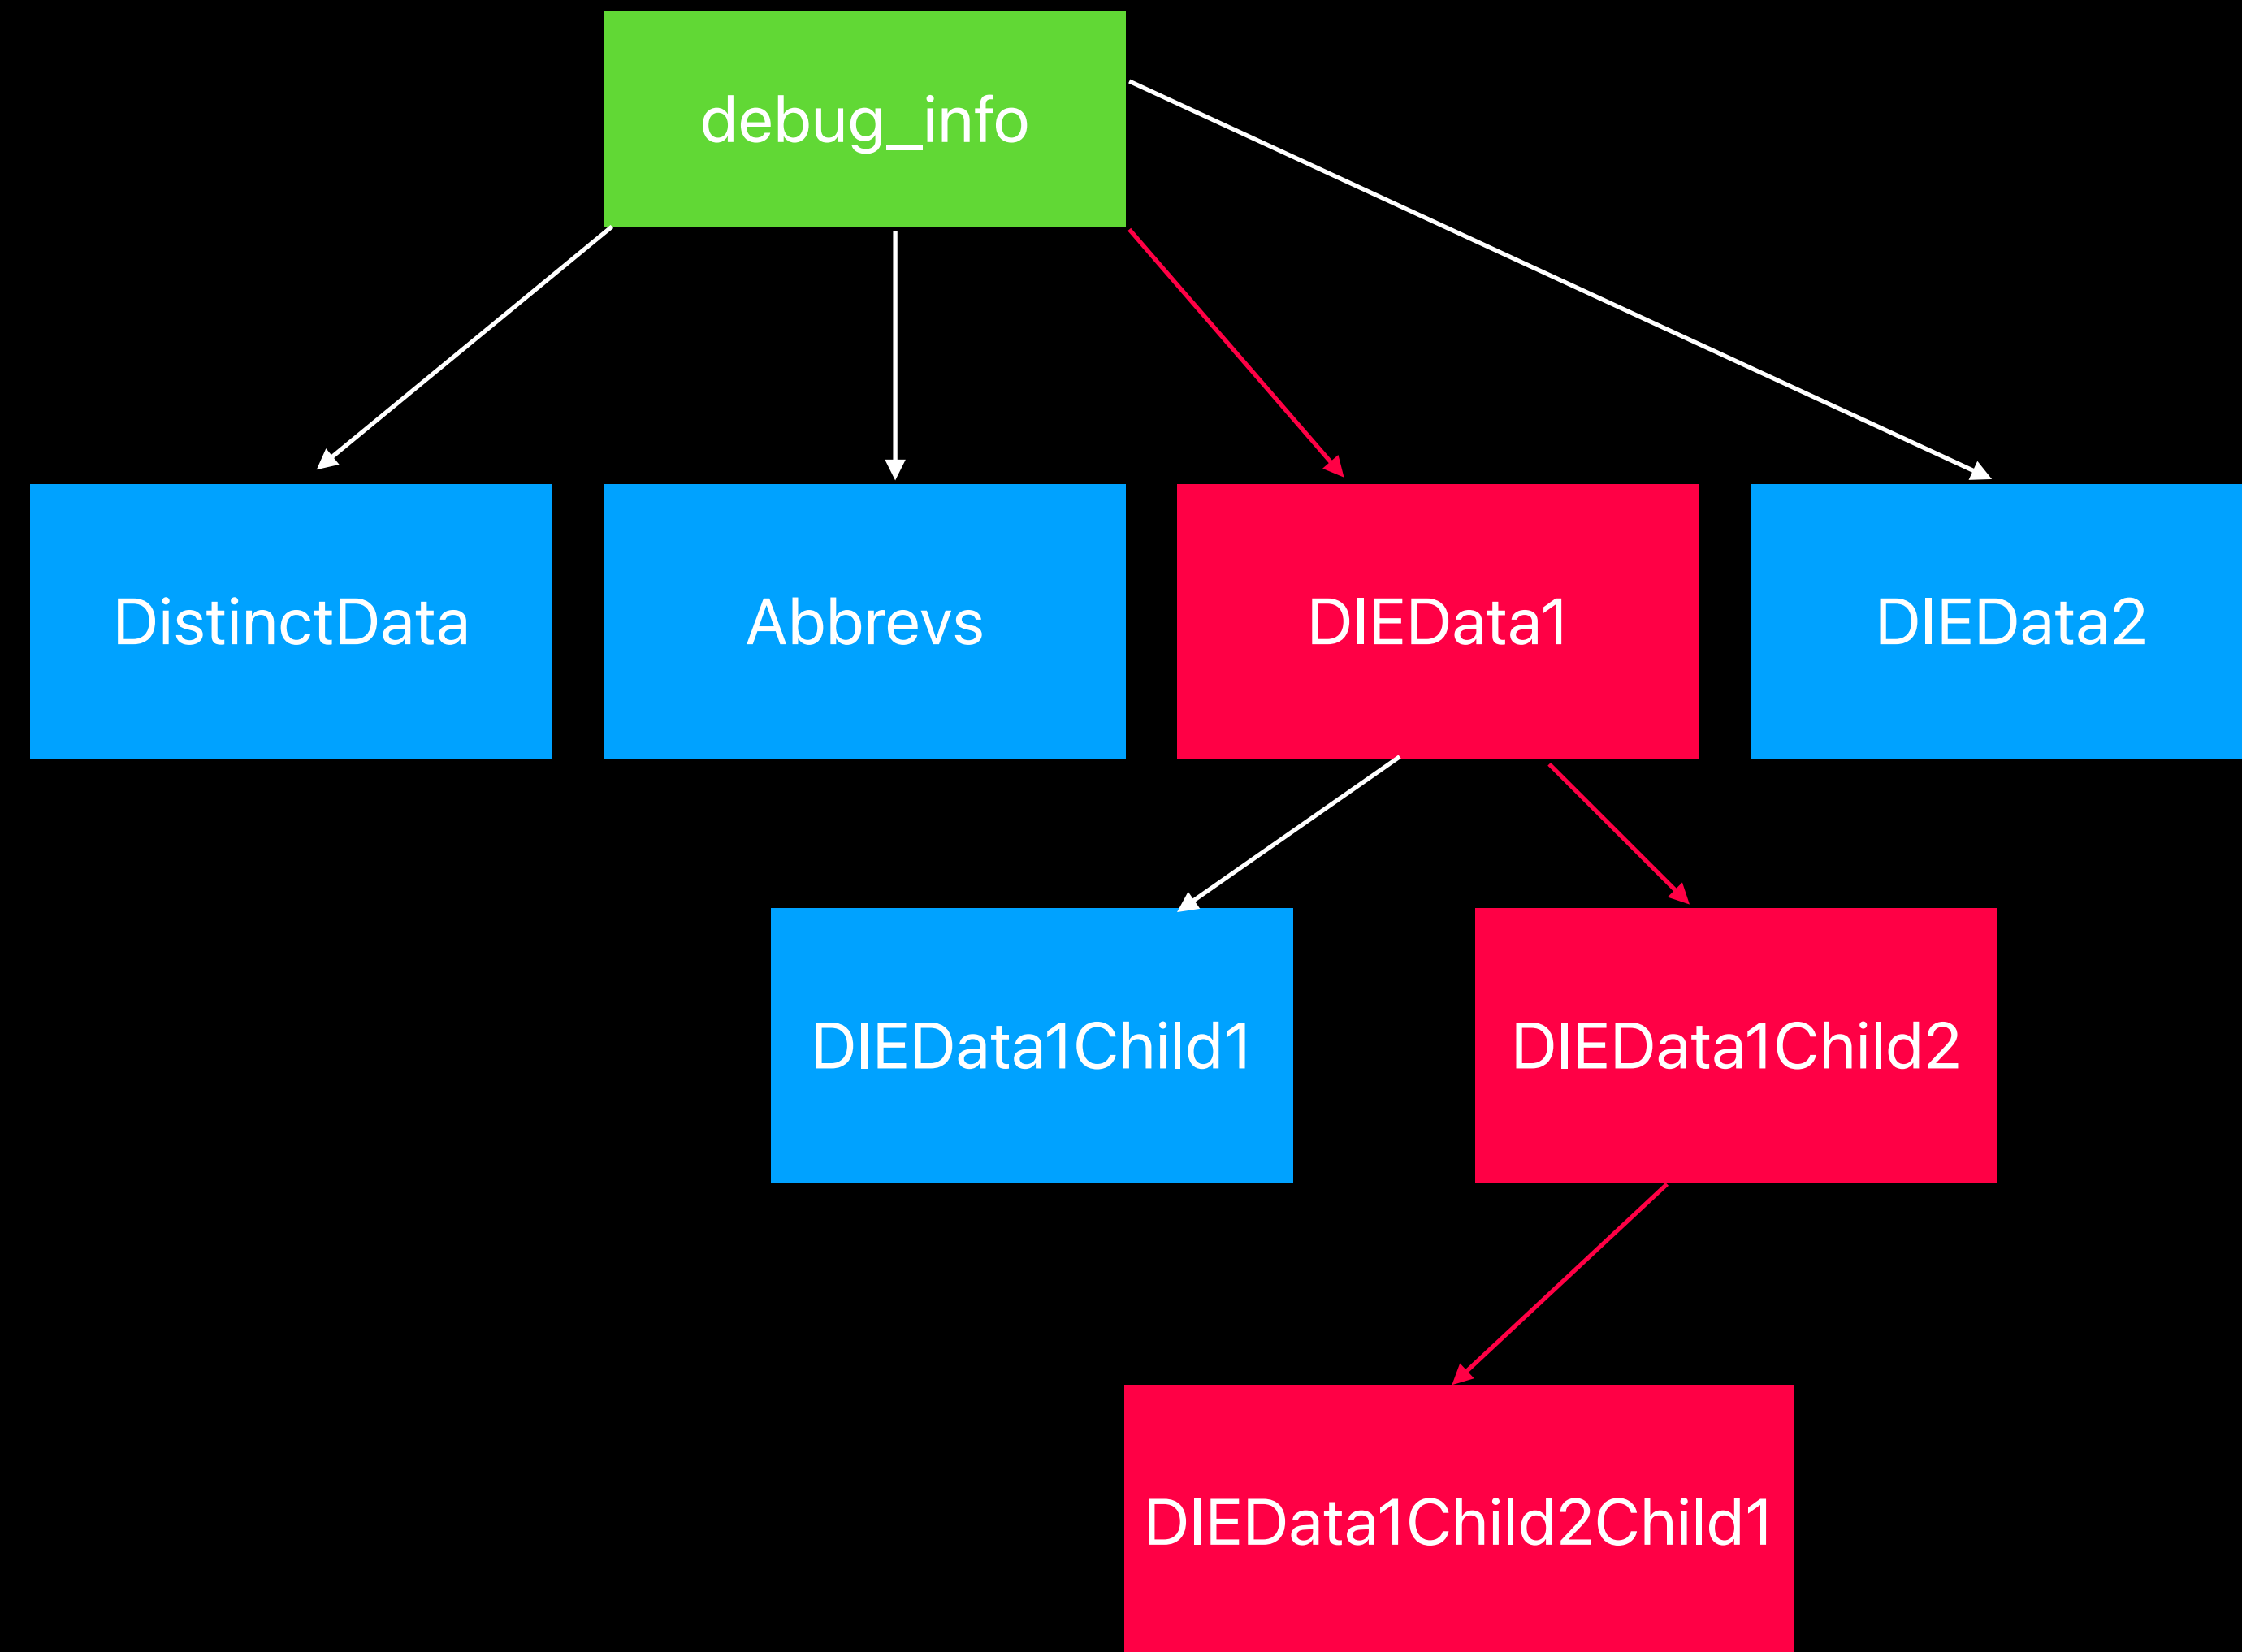 debug_info
DistinctData
Abbrevs
DIEData1
DIEData2
DIEData1Child1
DIEData1Child2
DIEData1Child2Child1